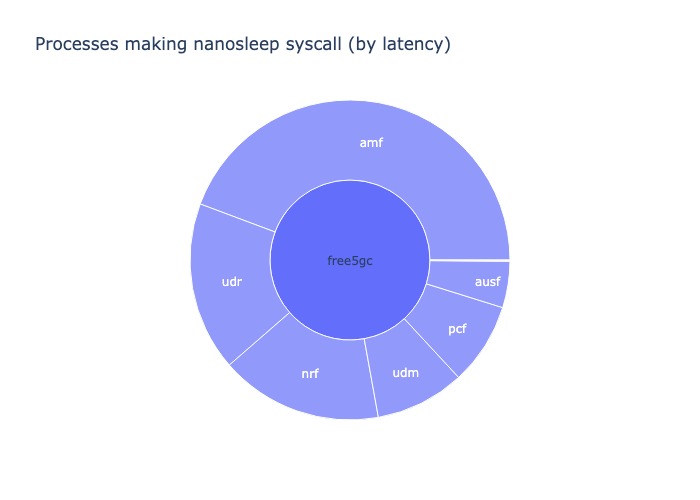 Processes making nanosleep syscall (by latency)
amf
free5gc
udr
ausf
pcf
nrf
udm